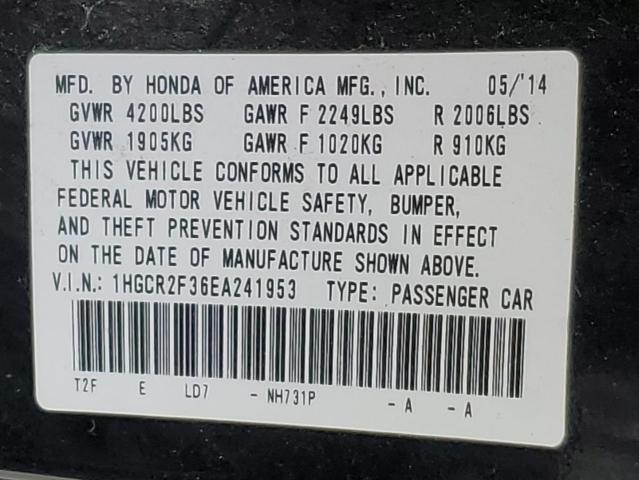 MFD. BY HONDA OF AMERICA MFG., INC. 05/'14
GVWR 4200LBS GAWR F 2249LBS R 2006LBS
GVWR 1905KG GAWR F 1020KG R 910KG
THIS VEHICLE CONFORMS TO ALL APPLICABLE
FEDERAL MOTOR VEHICLE SAFETY, BUMPER,
AND THEFT PREVENTION STANDARDS IN EFFECT
ON THE DATE OF MANUFACTURE SHOWN ABOVE.
V.I.N.: 1HGCR2F36EA241953 TYPE: PASSENGER CAR
T2F E LD7 - NH731P - A - A